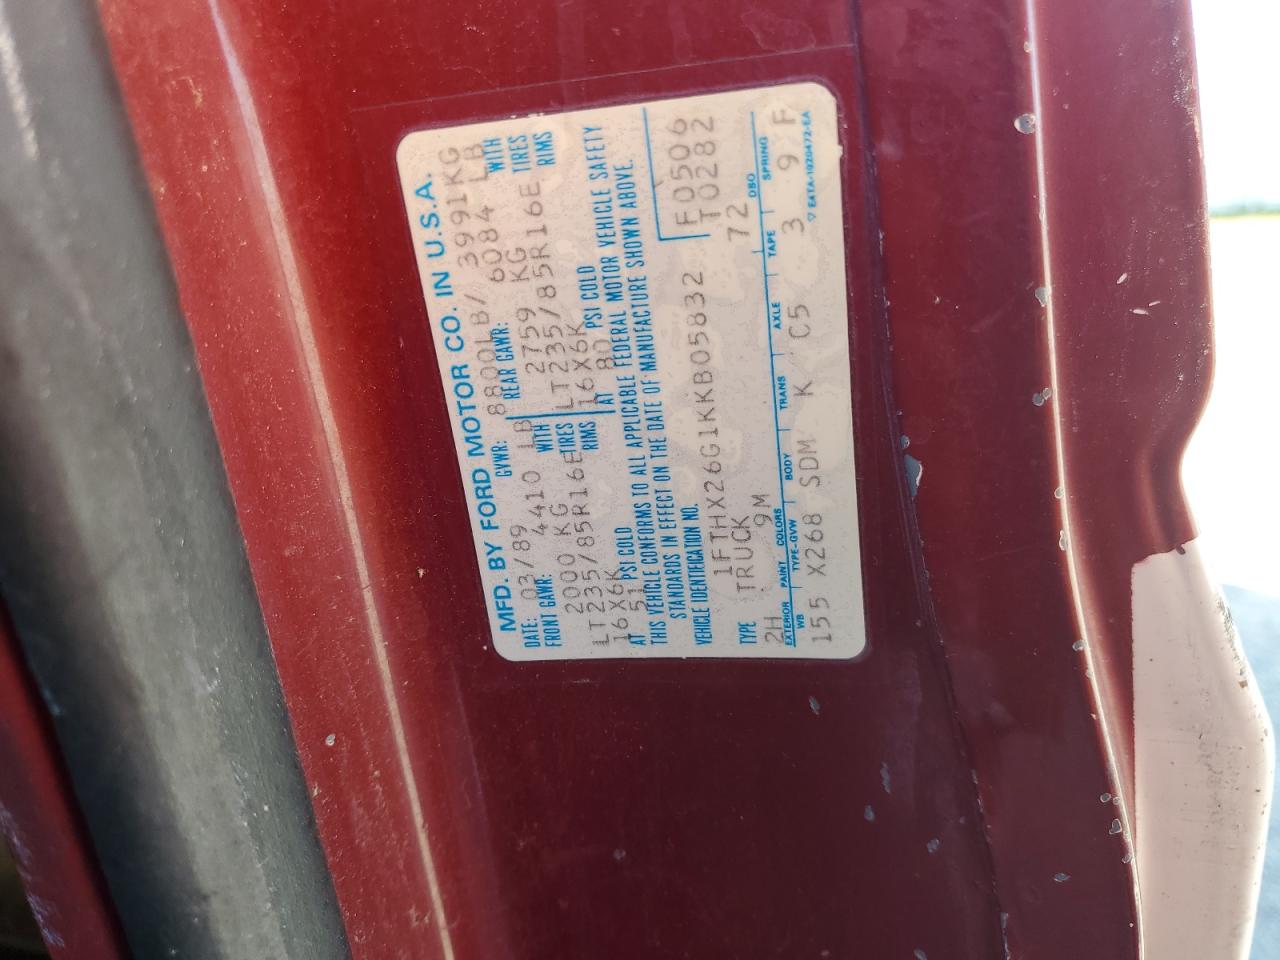 MFD. BY FORD MOTOR CO. IN U.S.A.
DATE: 03/89 GVWR: 8800LB/ 3991KG
FRONT GAWR: 4410 LB REAR GAWR: 6084 LB
2000 KG WITH 2759 KG WITH
LT235/85R16E TIRES LT235/85R16E TIRES
16X6K RIMS 16X6K RIMS
AT 51 PSI COLD AT 80 PSI COLD
THIS VEHICLE CONFORMS TO ALL APPLICABLE FEDERAL MOTOR VEHICLE SAFETY
STANDARDS IN EFFECT ON THE DATE OF MANUFACTURE SHOWN ABOVE.
VEHICLE IDENTIFICATION NO. F0506
1FTHX26G1KKB05832 T0282
TYPE TRUCK 72
2H 9M DSO
EXTERIOR PAINT COLORS
WB TYPE-GVW BODY TRANS AXLE TAPE SPRING
155 X268 SDM K C5 3 9 F
▽ E4TA-1020472-EA